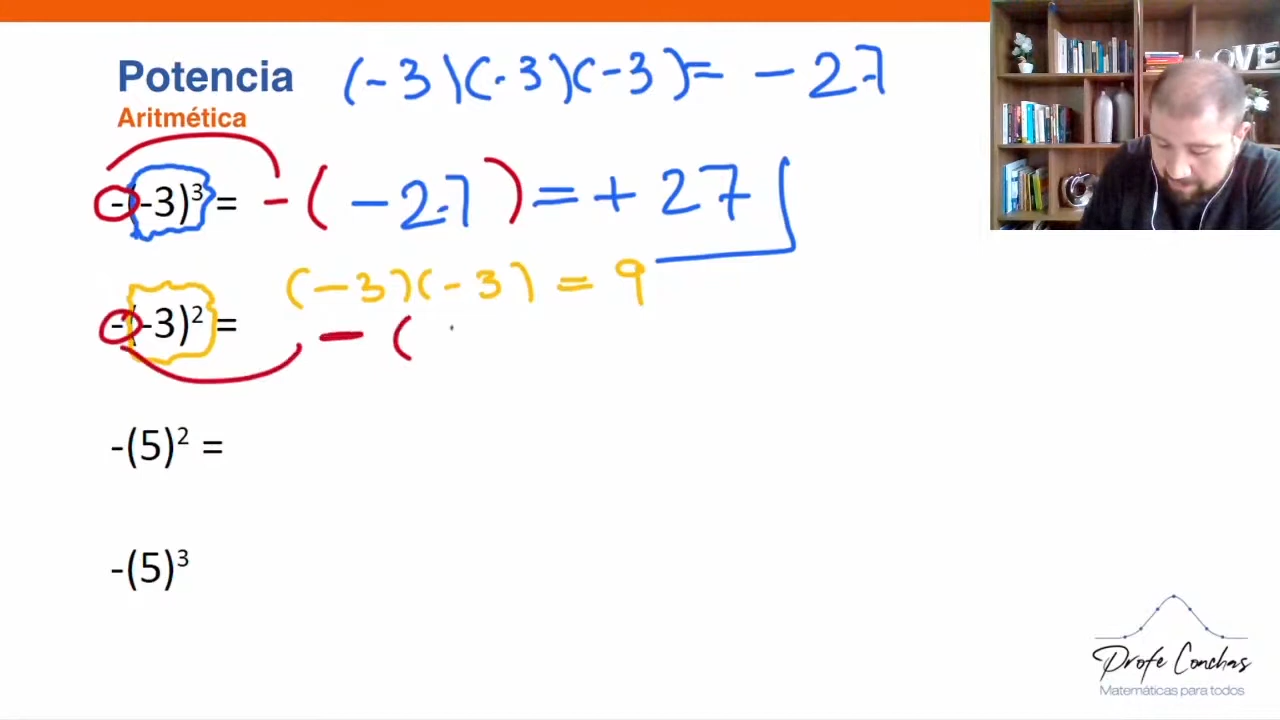 Potencia
(-3)(-3)(-3)= -27
Aritmética
-(-3)³ = -(-27) = +27
(-3)(-3) = 9
-(-3)² = -(
-(5)² =
-(5)³
LOVE
Profe Conchas
Matemáticas para todos